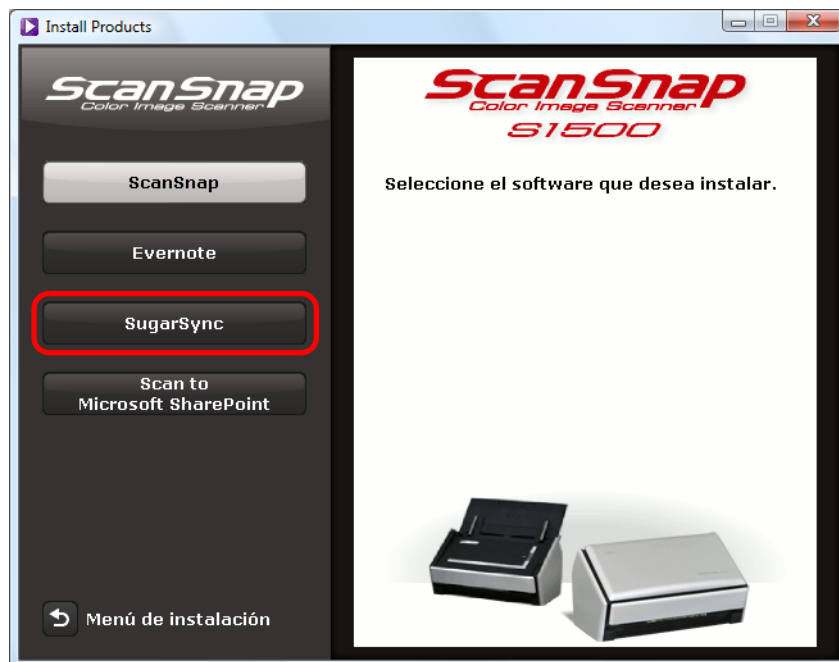 Install Products
ScanSnap
Color Image Scanner
ScanSnap
Evernote
SugarSync
Scan to
Microsoft SharePoint
Menú de instalación
ScanSnap
Color Image Scanner
S1500
Seleccione el software que desea instalar.